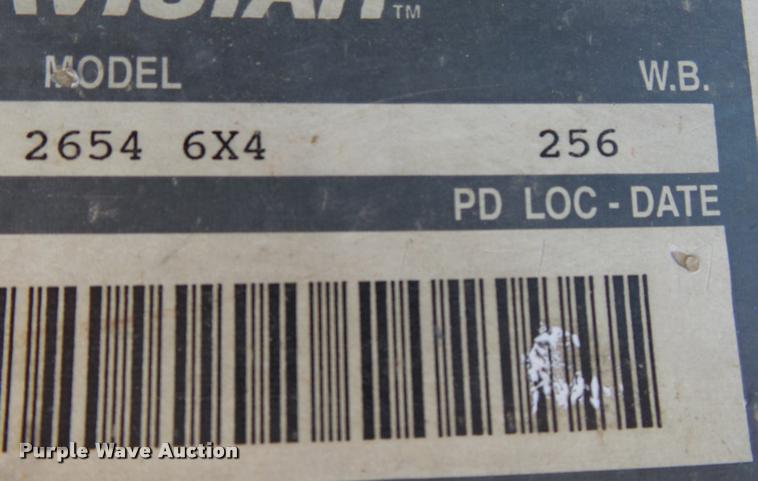 MODEL W.B.
2654 6X4 256
PD LOC - DATE
Purple Wave Auction